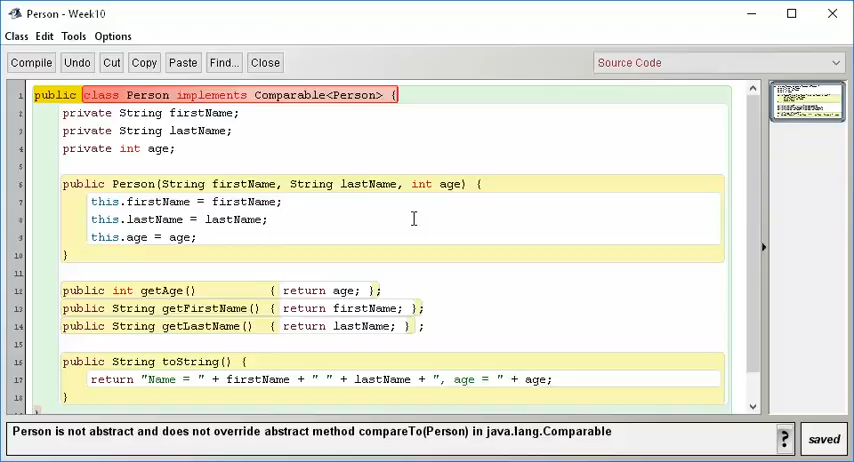 Person - Week10
Class Edit Tools Options
Compile Undo Cut Copy Paste Find... Close Source Code
1 public class Person implements Comparable<Person> {
2 private String firstName;
3 private String lastName;
4 private int age;
5
6 public Person(String firstName, String lastName, int age) {
7 this.firstName = firstName;
8 this.lastName = lastName;
9 this.age = age;
10 }
11
12 public int getAge() { return age; };
13 public String getFirstName() { return firstName; };
14 public String getLastName() { return lastName; } ;
15
16 public String toString() {
17 return "Name = " + firstName + " " + lastName + ", age = " + age;
18 }
}
Person is not abstract and does not override abstract method compareTo(Person) in java.lang.Comparable
? saved